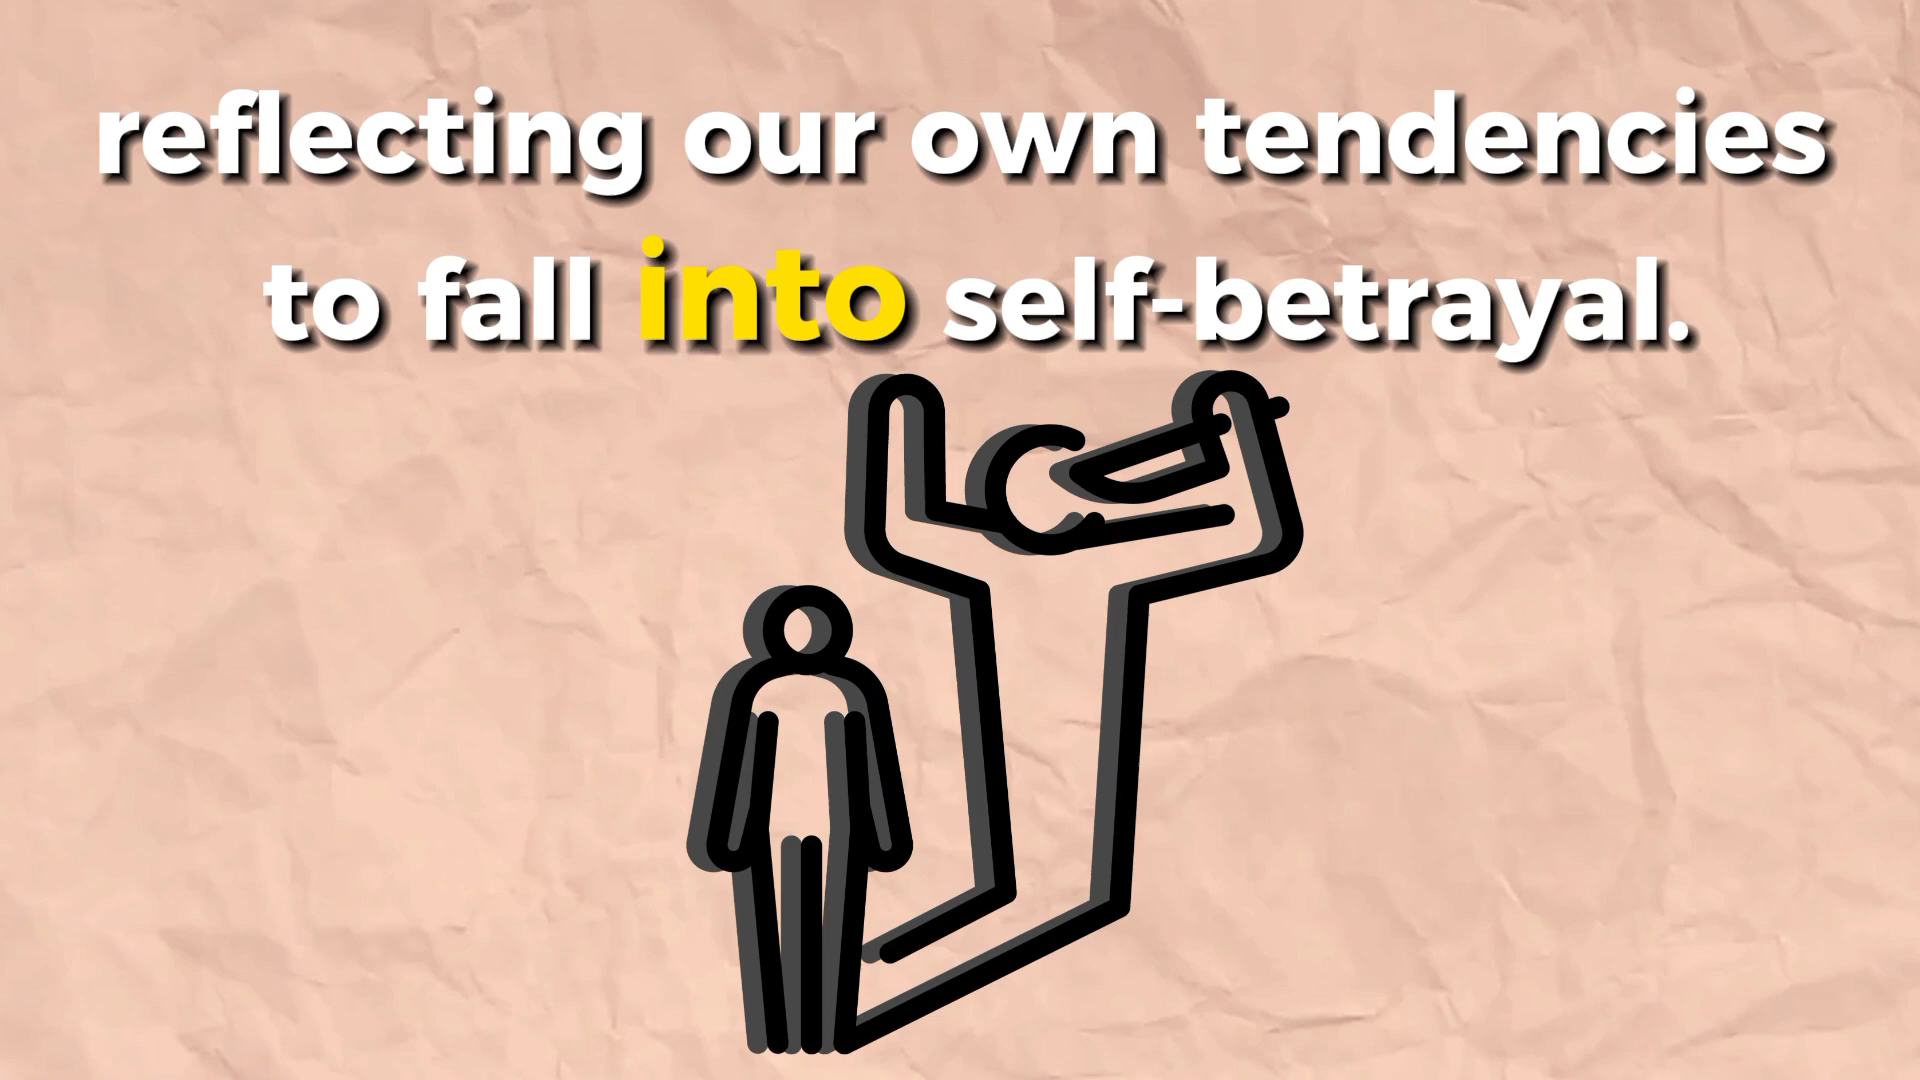 reflecting our own tendencies
to fall into self-betrayal.